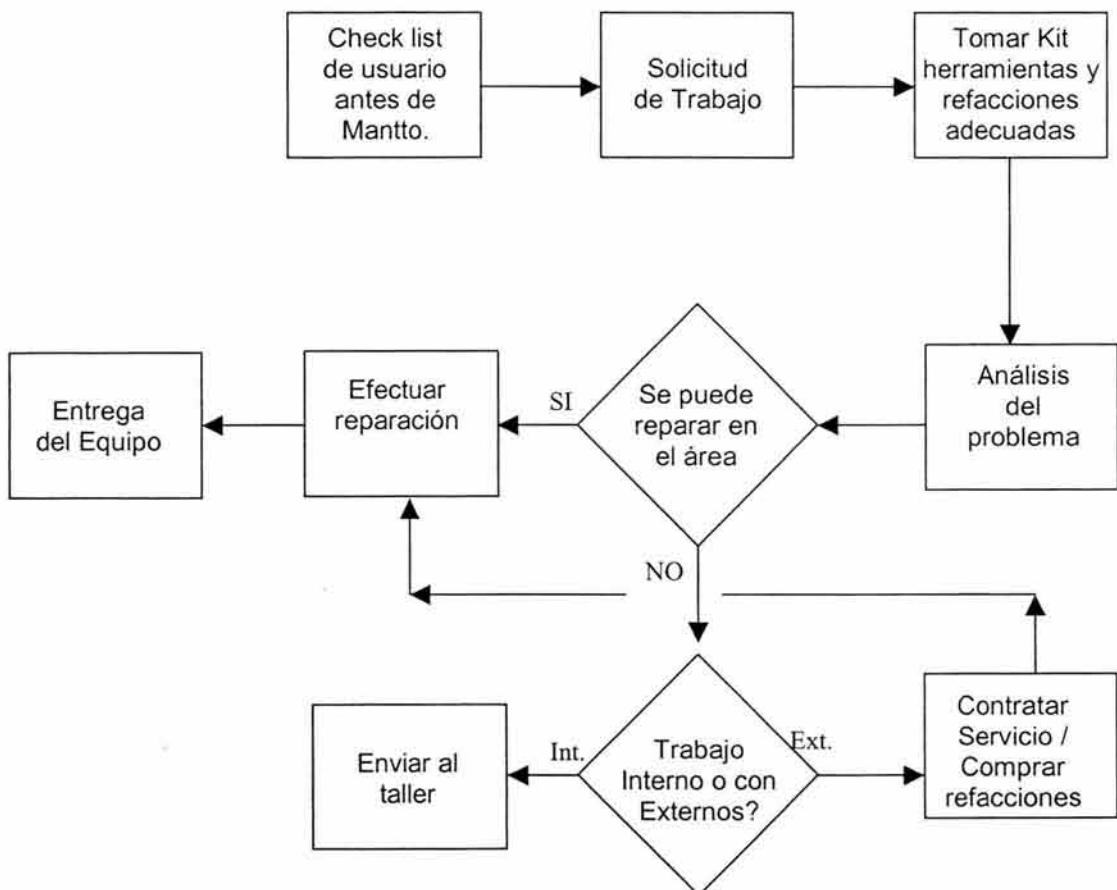 Check list
de usuario
antes de
Mantto.
Solicitud
de Trabajo
Tomar Kit
herramientas y
refacciones
adecuadas
Análisis
del
problema
Se puede
reparar en
el área
SI
Efectuar
reparación
Entrega
del Equipo
NO
Trabajo
Interno o con
Externos?
Int.
Enviar al
taller
Ext.
Contratar
Servicio /
Comprar
refacciones